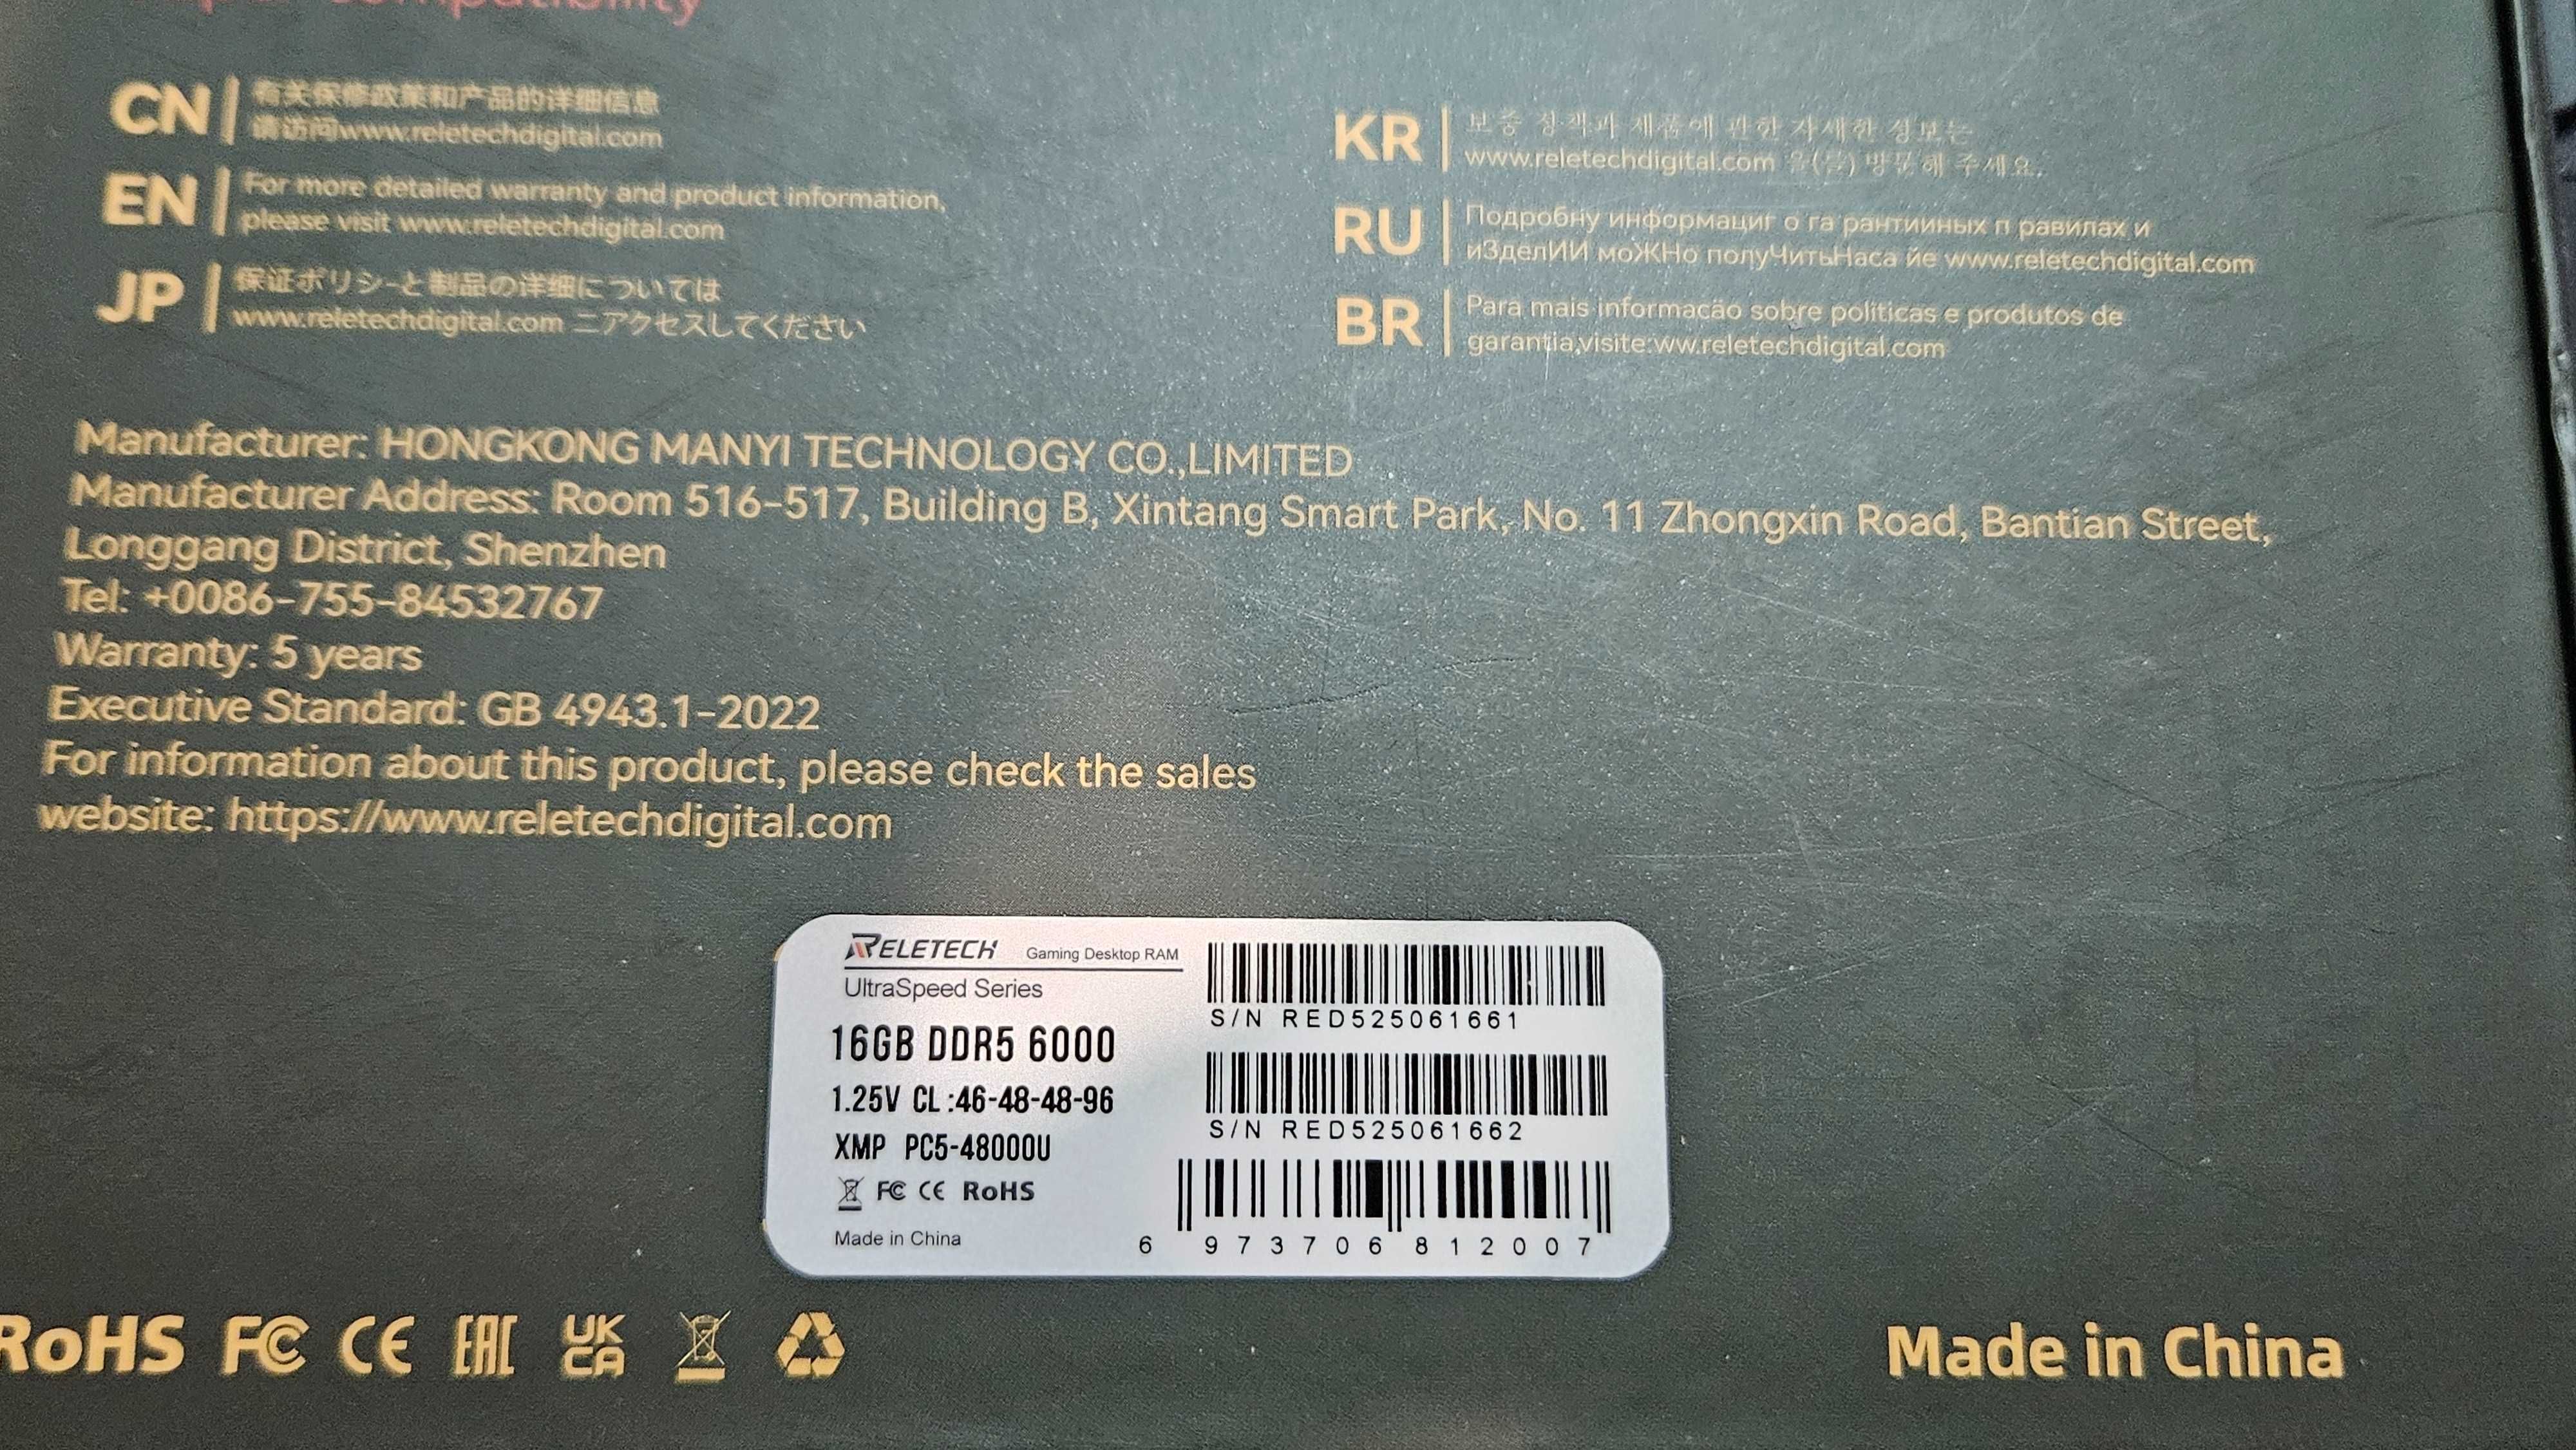 compatibility
CN
有关保修政策和产品的详细信息
请访问www.reletechdigital.com
EN
For more detailed warranty and product information,
please visit www.reletechdigital.com
JP
保证ポリシーと制品の详细については
www.reletechdigital.com ニアクセスしてください
KR
보증 정책과 제품에 관한 자세한 정보는
www.reletechdigital.com 을(를) 방문해 주세요.
RU
Подробну информациг о га рантииных п равилах и
иЗделИИ моЖНо полуЧитьНаса йе www.reletechdigital.com
BR
Para mais informacäo sobre politicas e produtos de
garantia,visite:ww.reletechdigital.com
Manufacturer: HONGKONG MANYI TECHNOLOGY CO.,LIMITED
Manufacturer Address: Room 516-517, Building B, Xintang Smart Park, No. 11 Zhongxin Road, Bantian Street,
Longgang District, Shenzhen
Tel: +0086-755-84532767
Warranty: 5 years
Executive Standard: GB 4943.1-2022
For information about this product, please check the sales
website: https://www.reletechdigital.com
RELETECH Gaming Desktop RAM
UltraSpeed Series
16GB DDR5 6000
1.25V CL :46-48-48-96
XMP PC5-48000U
FC CE RoHS
Made in China
S/N RED525061661
S/N RED525061662
6 973706 812007
RoHS FC CE EAC UK CA
Made in China